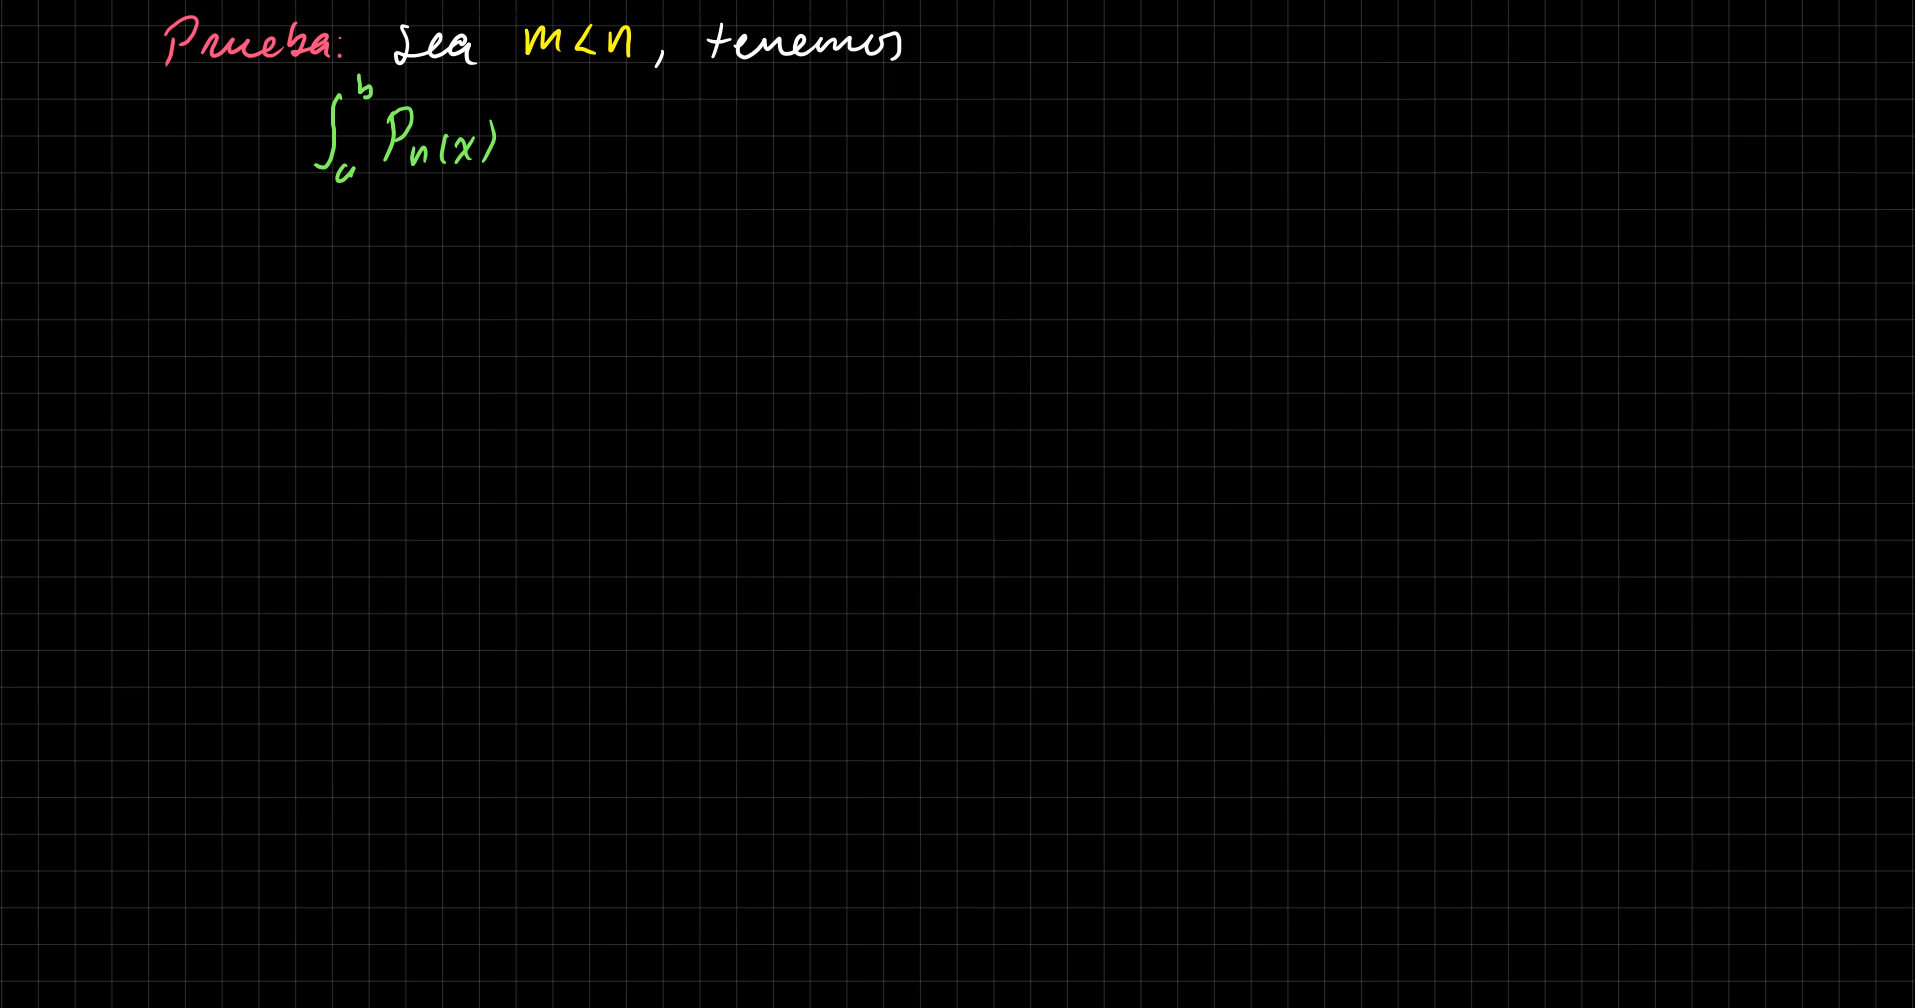 Prueba: Sea m<n, tenemos
∫_a^b P_n(x)